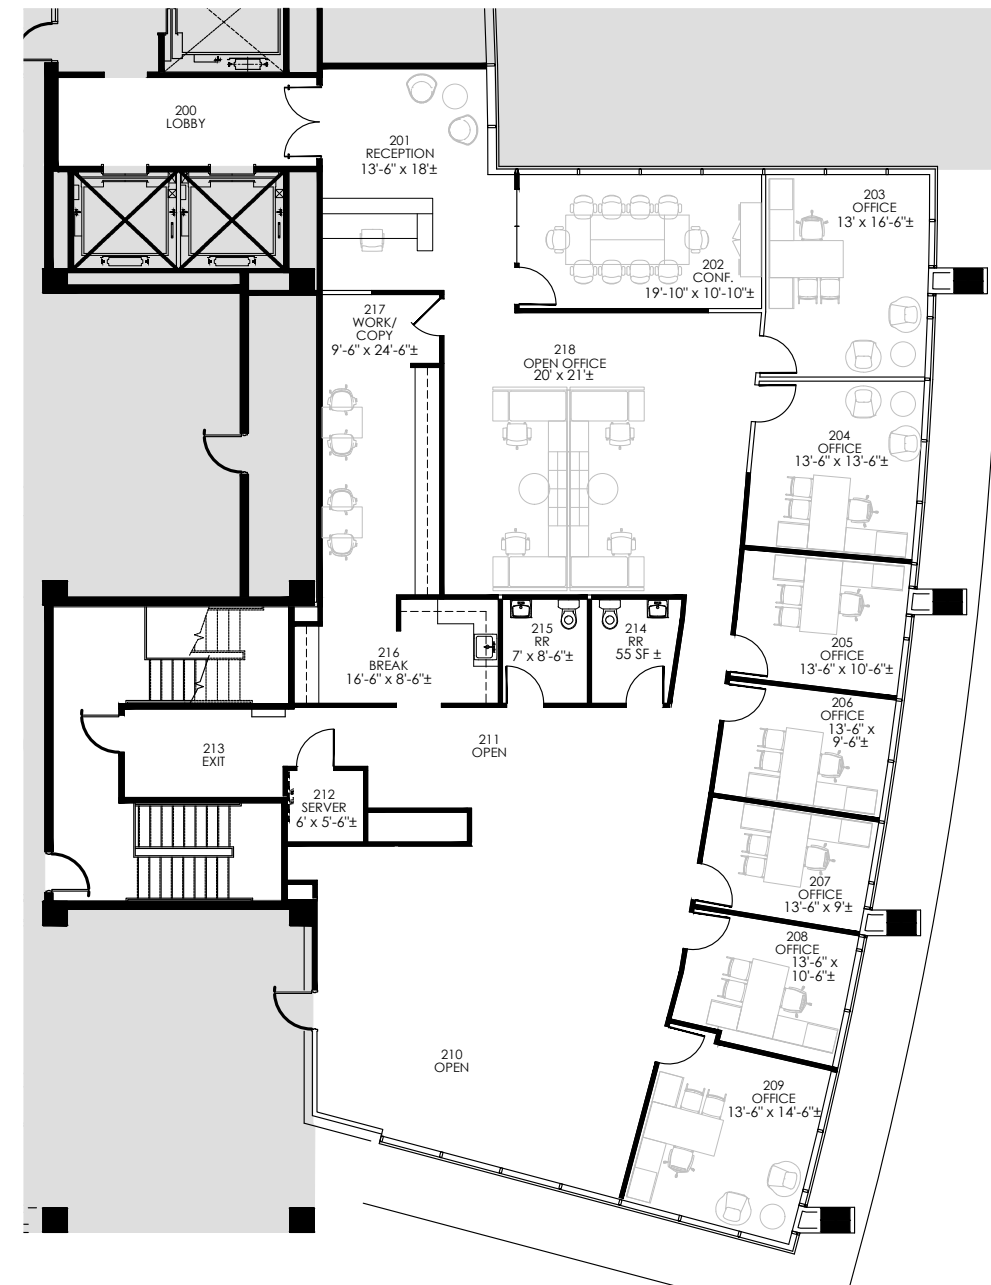 200
LOBBY
201
RECEPTION
13'-6" x 18'±
203
OFFICE
13' x 16'-6"±
202
CONF.
19'-10" x 10'-10"±
217
WORK/
COPY
9'-6" x 24'-6"±
218
OPEN OFFICE
20' x 21'±
204
OFFICE
13'-6" x 13'-6"±
205
OFFICE
13'-6" x 10'-6"±
215
RR
7' x 8'-6"±
214
RR
55 SF ±
216
BREAK
16'-6" x 8'-6"±
206
OFFICE
13'-6" x
9'-6"±
211
OPEN
213
EXIT
212
SERVER
6' x 5'-6"±
207
OFFICE
13'-6" x 9'±
208
OFFICE
13'-6" x
10'-6"±
210
OPEN
209
OFFICE
13'-6" x 14'-6"±